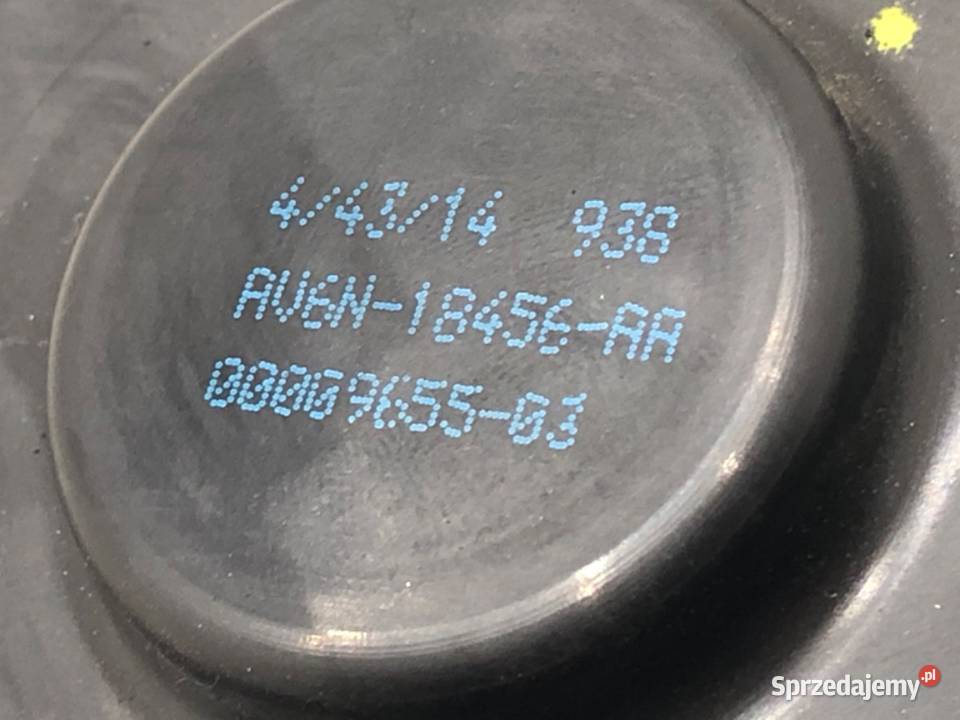 4/43/14 938
AV6N-18456-AA
00009655-03
Sprzedajemy.pl